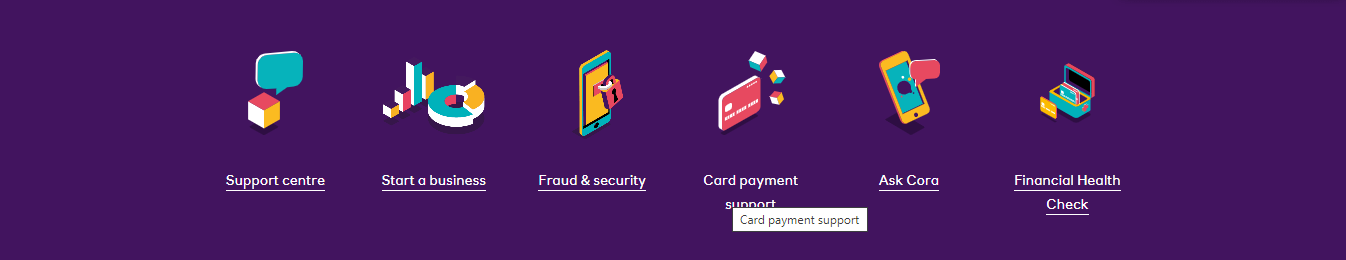 Support centre
Start a business
Fraud & security
Card payment
support
Ask Cora
Financial Health
Check
Card payment support